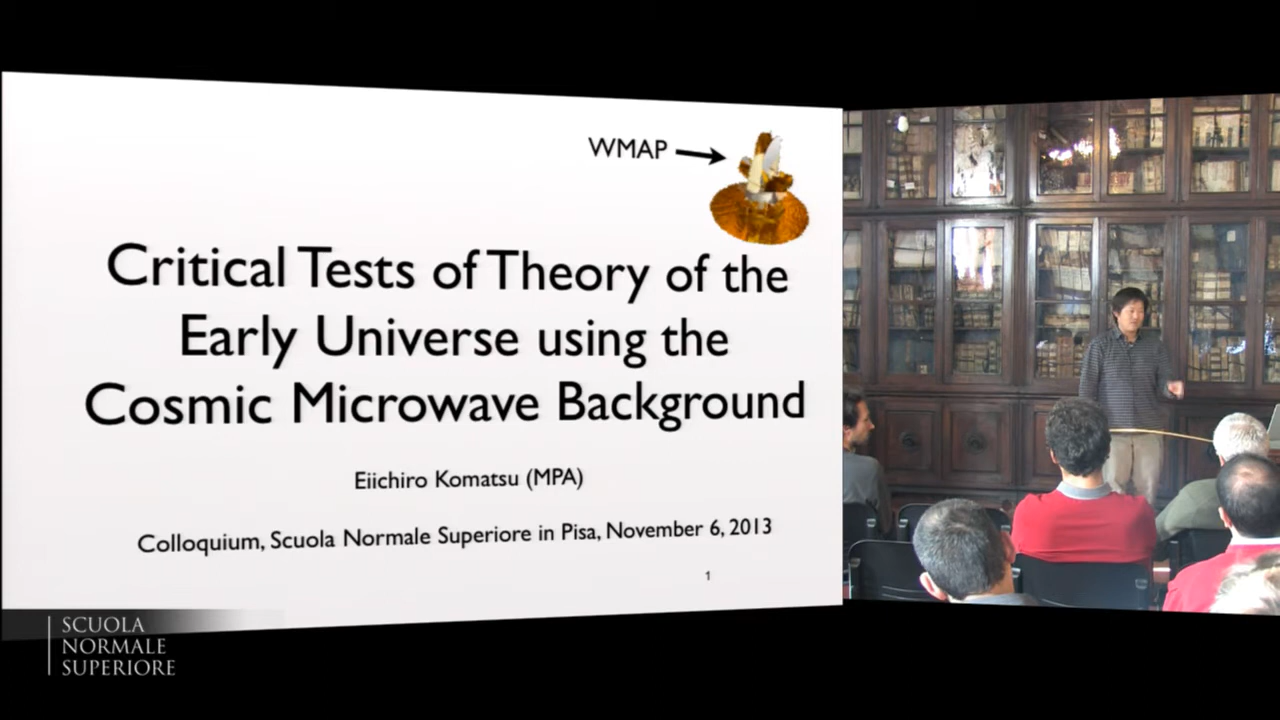 WMAP
Critical Tests of Theory of the
Early Universe using the
Cosmic Microwave Background
Eiichiro Komatsu (MPA)
Colloquium, Scuola Normale Superiore in Pisa, November 6, 2013
1
SCUOLA
NORMALE
SUPERIORE